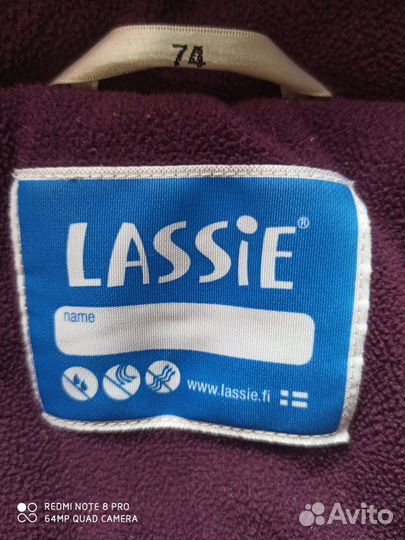 74
LASSiE®
name
www.lassie.fi
REDMI NOTE 8 PRO
64MP QUAD CAMERA
Avito